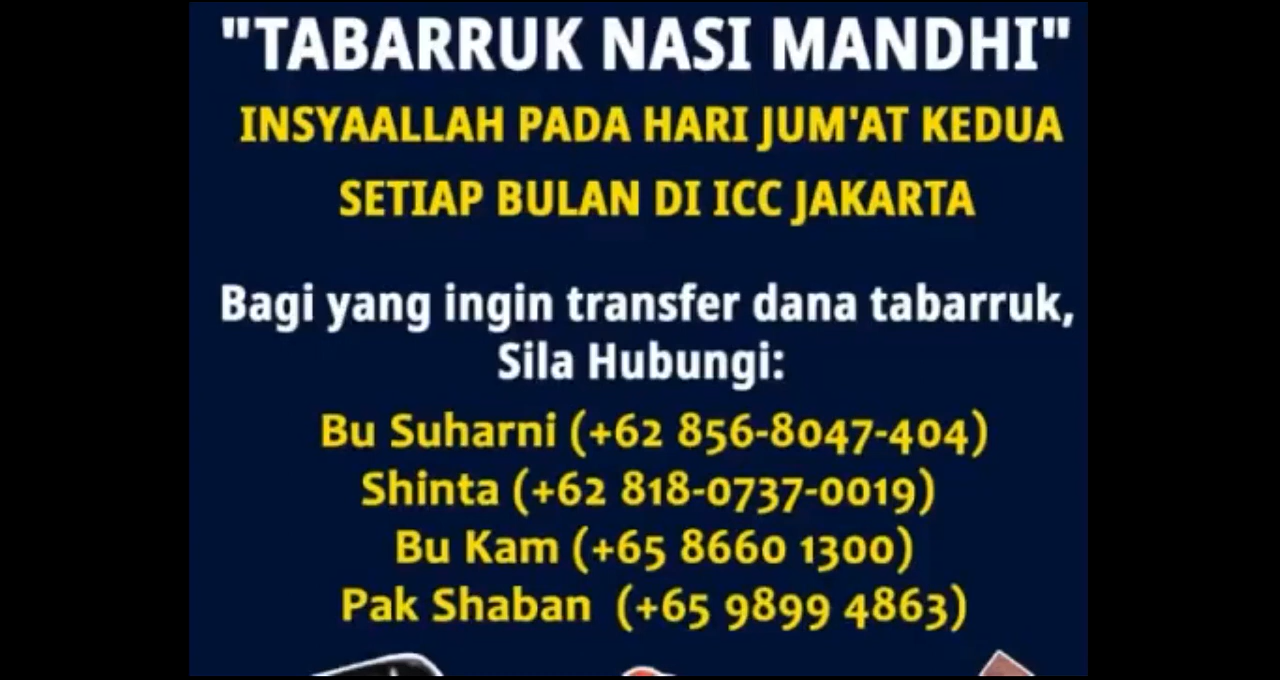 "TABARRUK NASI MANDHI"
INSYAALLAH PADA HARI JUM'AT KEDUA
SETIAP BULAN DI ICC JAKARTA
Bagi yang ingin transfer dana tabarruk,
Sila Hubungi:
Bu Suharni (+62 856-8047-404)
Shinta (+62 818-0737-0019)
Bu Kam (+65 8660 1300)
Pak Shaban (+65 9899 4863)